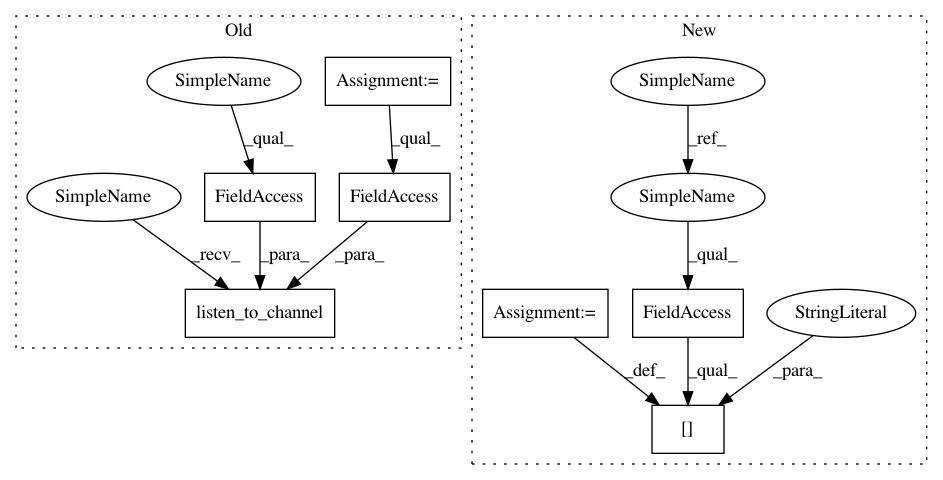 Old
New
SimpleName
Assignment:=
SimpleName
_qual_
_qual_
_ref_
SimpleName
FieldAccess
FieldAccess
SimpleName
_recv_
_para_
_para_
_qual_
listen_to_channel
Assignment:=
FieldAccess
StringLiteral
_def_
_qual_
_para_
[]